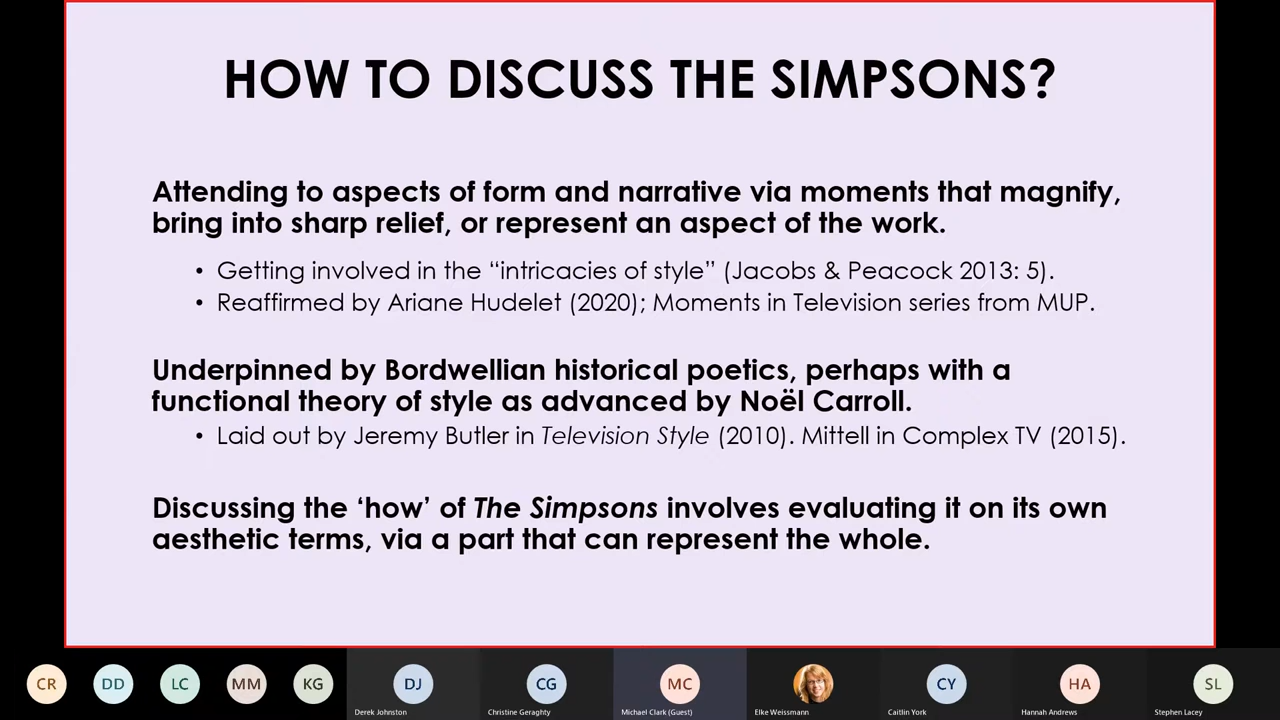 HOW TO DISCUSS THE SIMPSONS?
Attending to aspects of form and narrative via moments that magnify,
bring into sharp relief, or represent an aspect of the work.
• Getting involved in the “intricacies of style” (Jacobs & Peacock 2013: 5).
• Reaffirmed by Ariane Hudelet (2020); Moments in Television series from MUP.
Underpinned by Bordwellian historical poetics, perhaps with a
functional theory of style as advanced by Noël Carroll.
• Laid out by Jeremy Butler in Television Style (2010). Mittell in Complex TV (2015).
Discussing the ‘how’ of The Simpsons involves evaluating it on its own
aesthetic terms, via a part that can represent the whole.
CR DD LC MM KG DJ CG MC CY HA SL
Derek Johnston Christine Geraghty Michael Clark (Guest) Elke Weissmann Caitlin York Hannah Andrews Stephen Lacey